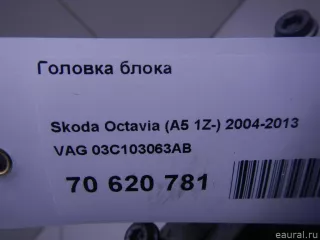 Головка блока
Skoda Octavia (A5 1Z-) 2004-2013
VAG 03C103063AB
70 620 781
eaural.ru